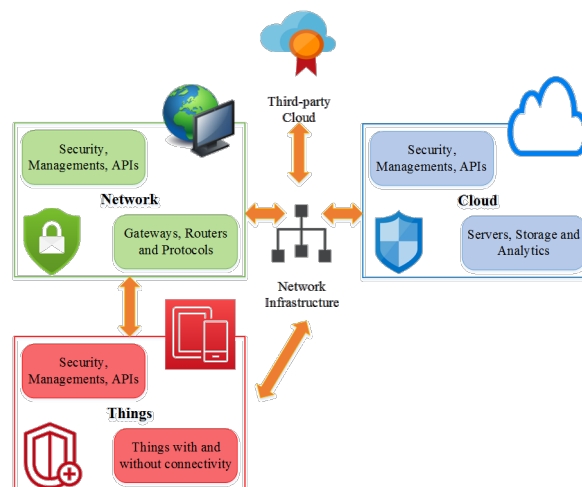 Third-party
Cloud
Security,
Managements, APIs
Network
Gateways, Routers
and Protocols
Security,
Managements, APIs
Cloud
Servers, Storage and
Analytics
Network
Infrastructure
Security,
Managements, APIs
Things
Things with and
without connectivity